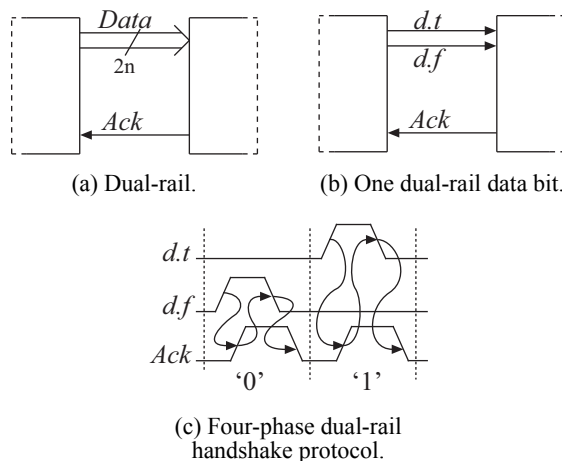 Data
2n
Ack
(a) Dual-rail.
d.t
d.f
Ack
(b) One dual-rail data bit.
d.t
d.f
Ack
‘0’ ‘1’
(c) Four-phase dual-rail
handshake protocol.